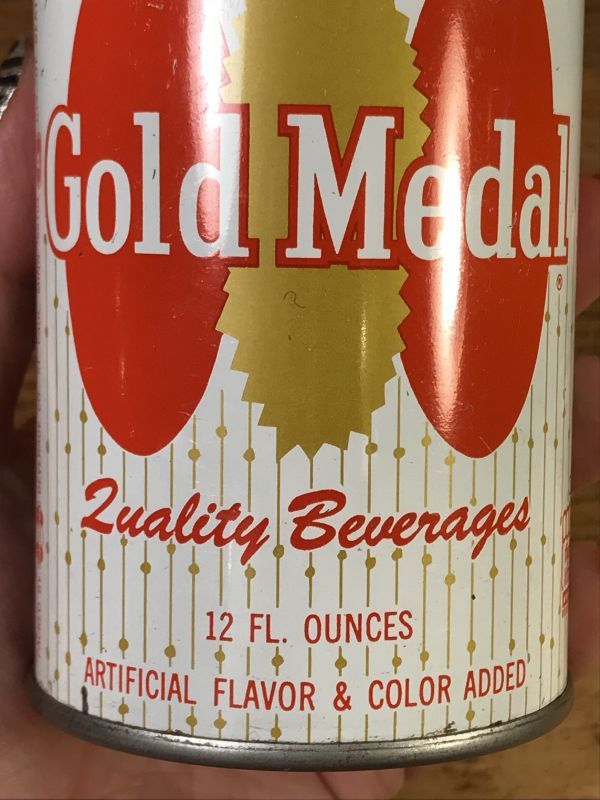 Gold Medal®
Quality Beverages
12 FL. OUNCES
ARTIFICIAL FLAVOR & COLOR ADDED